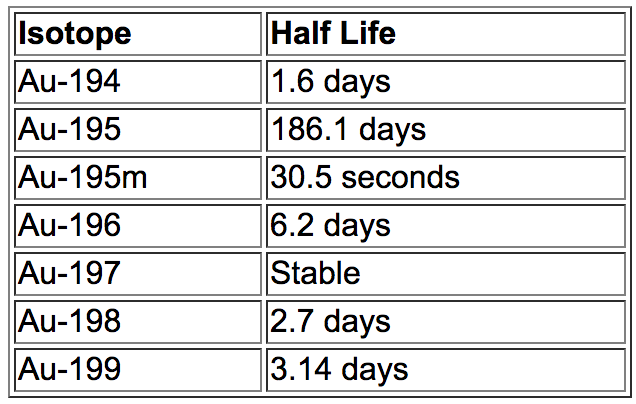 Isotope Half Life
Au-194 1.6 days
Au-195 186.1 days
Au-195m 30.5 seconds
Au-196 6.2 days
Au-197 Stable
Au-198 2.7 days
Au-199 3.14 days